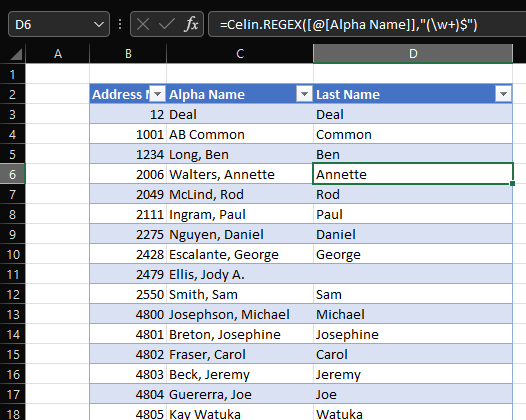 D6 fx =Celin.REGEX([@[Alpha Name]],"(\w+)$")
A B C D
1
2 Address N Alpha Name Last Name
3 12 Deal Deal
4 1001 AB Common Common
5 1234 Long, Ben Ben
6 2006 Walters, Annette Annette
7 2049 McLind, Rod Rod
8 2111 Ingram, Paul Paul
9 2275 Nguyen, Daniel Daniel
10 2428 Escalante, George George
11 2479 Ellis, Jody A.
12 2550 Smith, Sam Sam
13 4800 Josephson, Michael Michael
14 4801 Breton, Josephine Josephine
15 4802 Fraser, Carol Carol
16 4803 Beck, Jeremy Jeremy
17 4804 Guererra, Joe Joe
18 4805 Kay Watuka Watuka